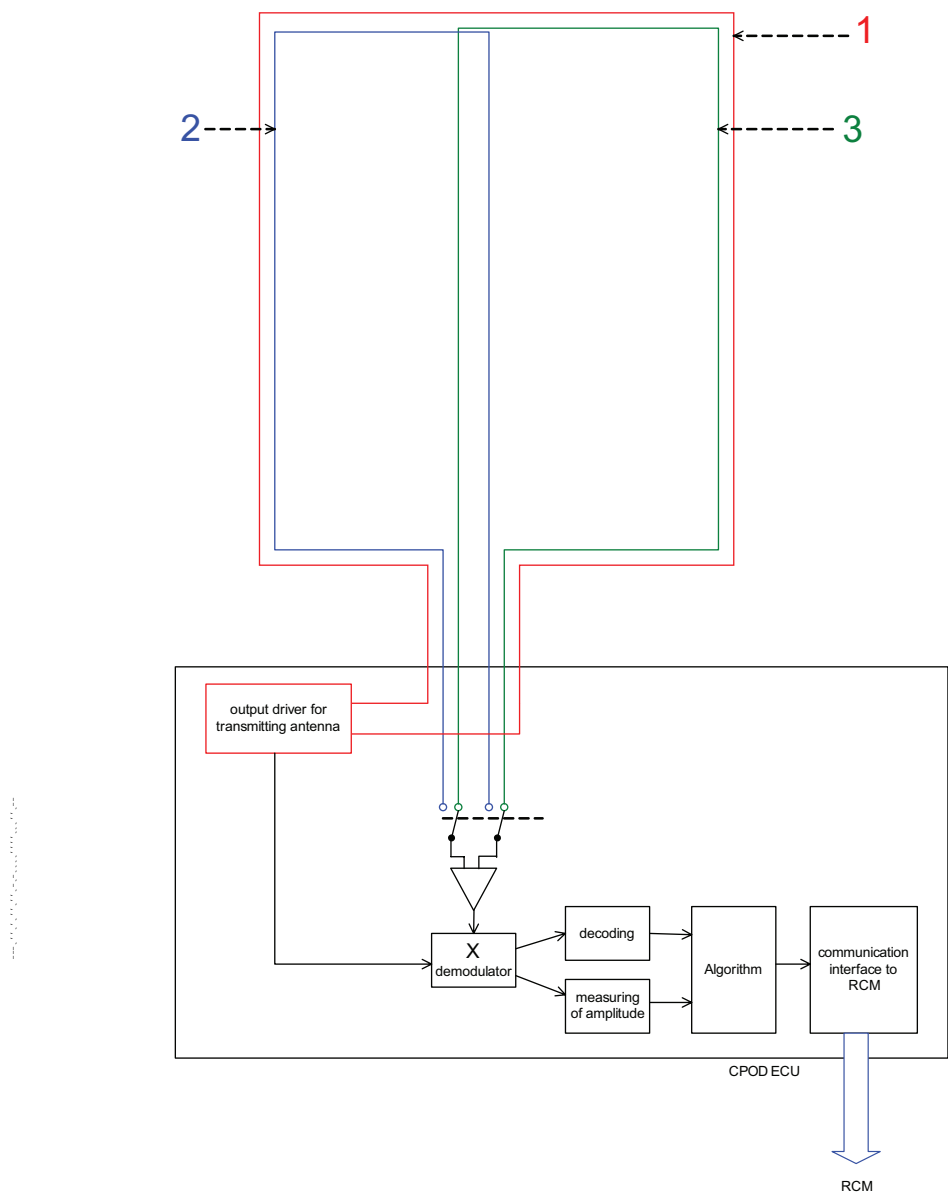 1
2
3
output driver for
transmitting antenna
X
demodulator
decoding
measuring
of amplitude
Algorithm
communication
interface to
RCM
CPOD ECU
RCM